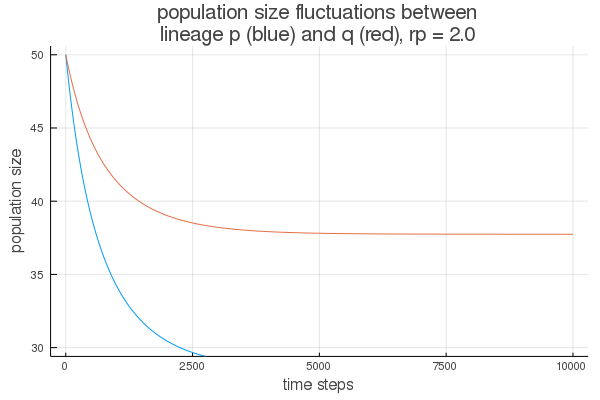 population size fluctuations between
lineage p (blue) and q (red), rp = 2.0
50
45
40
35
30
population size
0 2500 5000 7500 10000
time steps